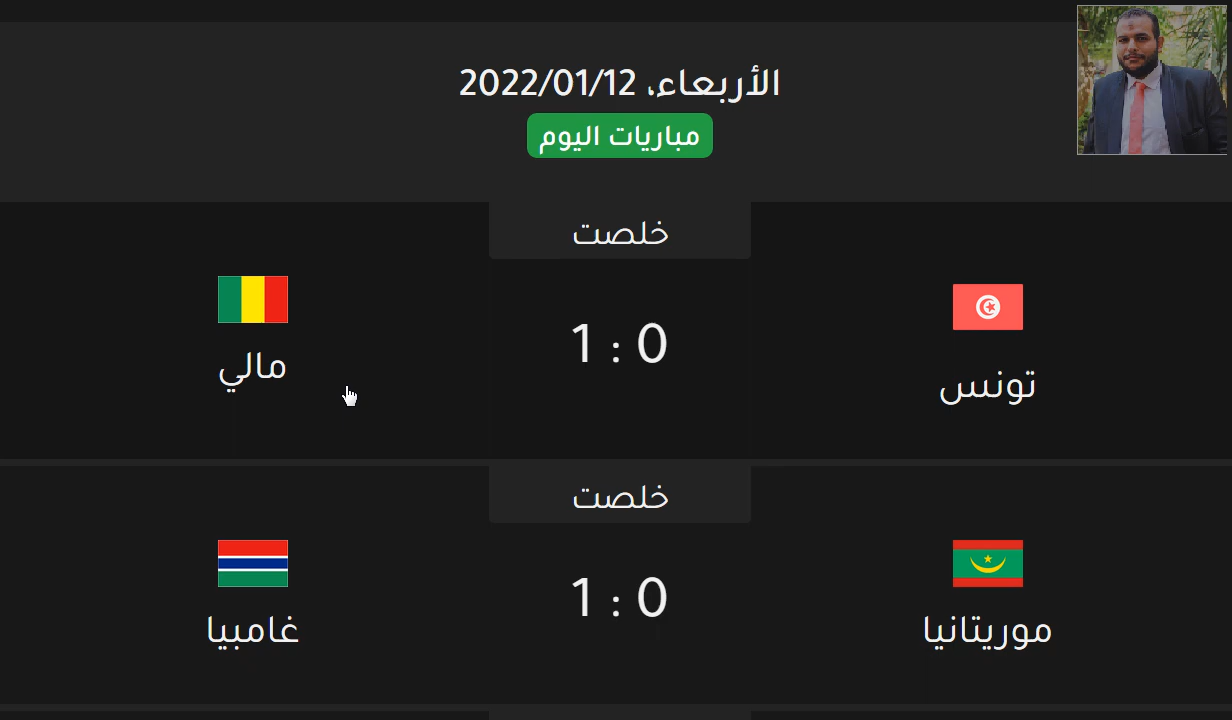 الأربعاء، 2022/01/12
مباريات اليوم
خلصت
تونس
1 : 0
مالي
خلصت
موريتانيا
1 : 0
غامبيا